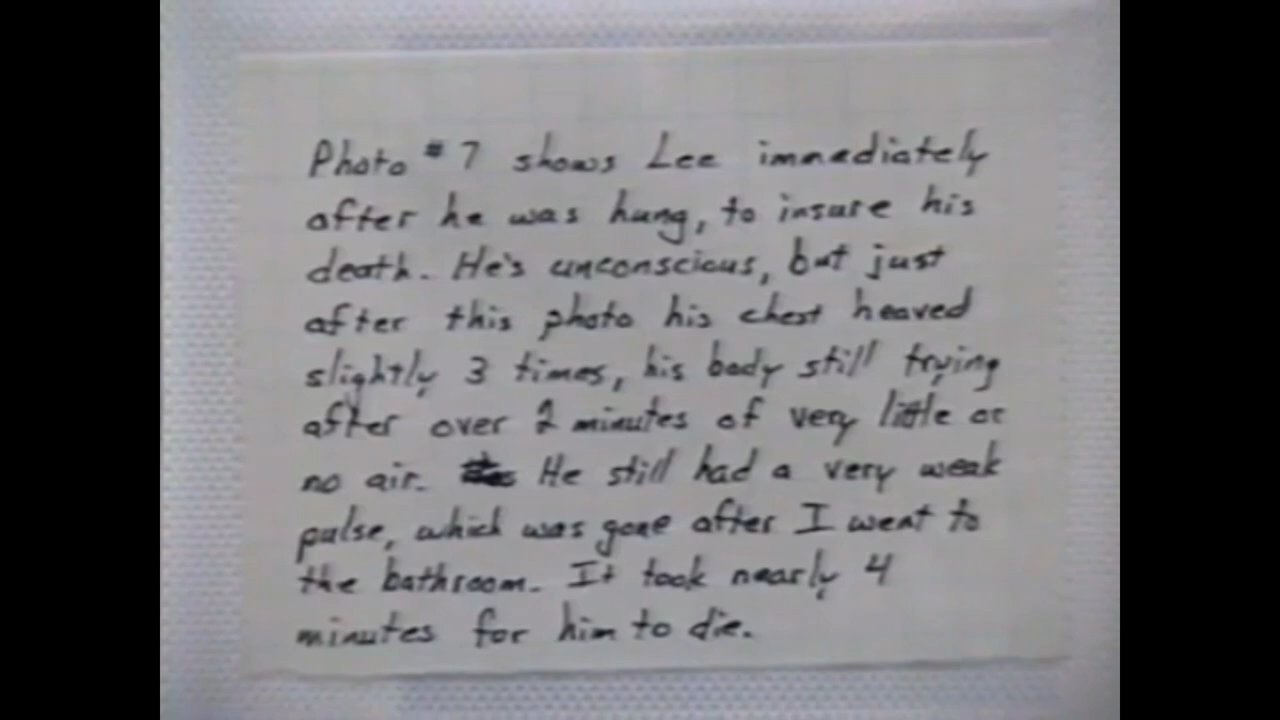 Photo #7 shows Lee immediately
after he was hung, to insure his
death. He's unconscious, but just
after this photo his chest heaved
slightly 3 times, his body still trying
after over 2 minutes of very little or
no air. He still had a very weak
pulse, which was gone after I went to
the bathroom. It took nearly 4
minutes for him to die.